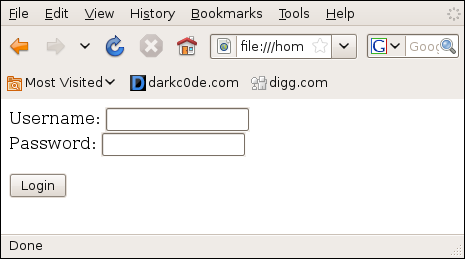 File Edit View History Bookmarks Tools Help
file:///hom G Goog
Most Visited darkc0de.com digg.com
Username:
Password:
Login
Done